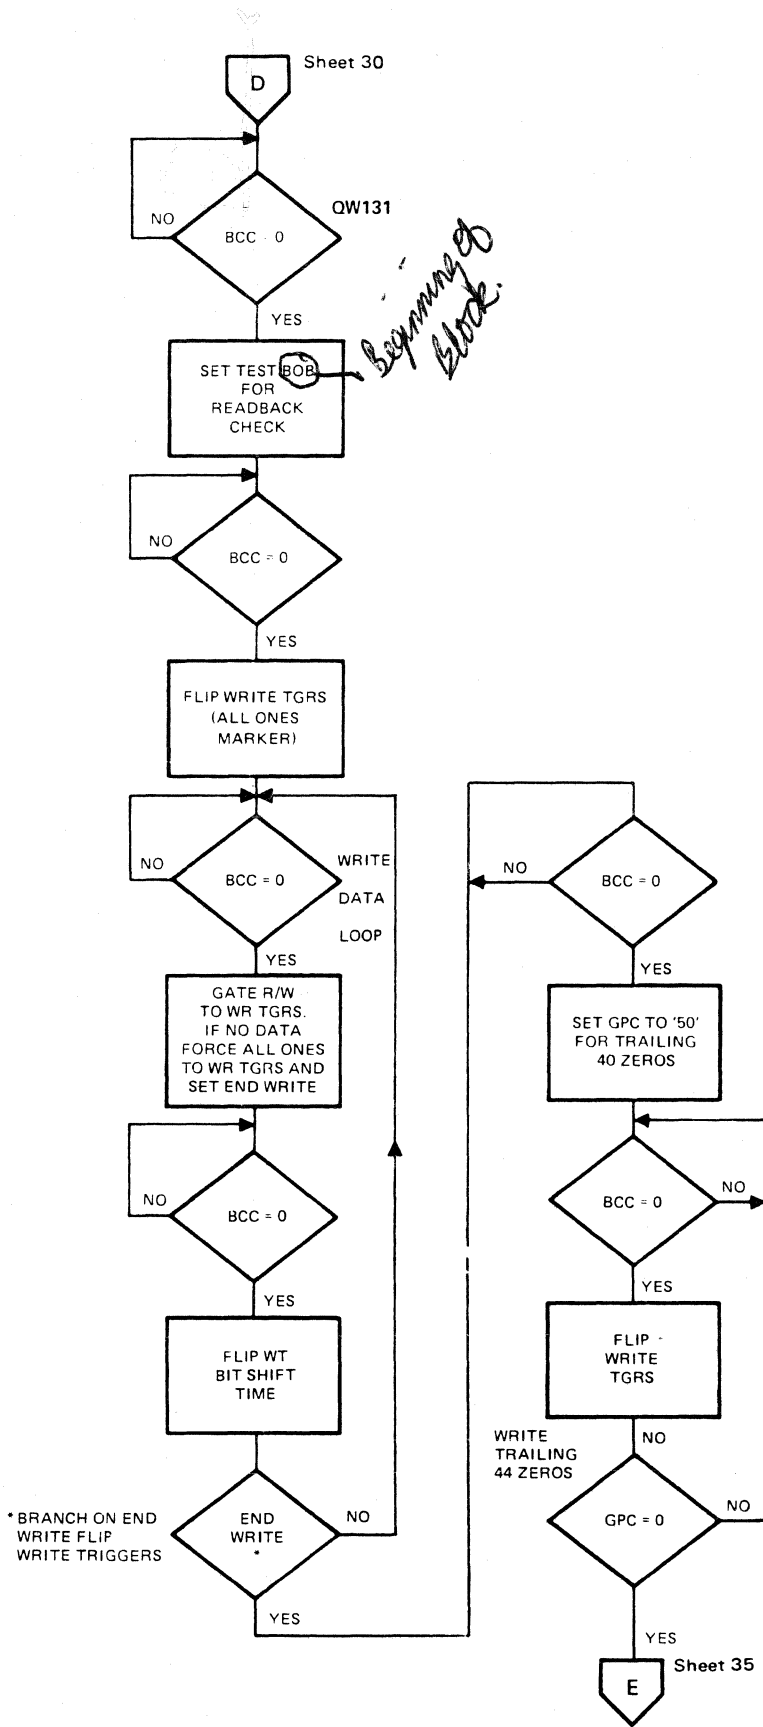 Sheet 30
D
QW131
BCC = 0
NO
YES
SET TEST BOB
FOR
READBACK
CHECK
Beginning of
Block.
BCC = 0
NO
YES
FLIP WRITE TGRS
(ALL ONES
MARKER)
BCC = 0
NO
YES
WRITE
DATA
LOOP
GATE R/W
TO WR TGRS.
IF NO DATA
FORCE ALL ONES
TO WR TGRS AND
SET END WRITE
BCC = 0
NO
YES
FLIP WT
BIT SHIFT
TIME
END
WRITE
*
NO
YES
* BRANCH ON END
WRITE FLIP
WRITE TRIGGERS
BCC = 0
NO
YES
SET GPC TO '50'
FOR TRAILING
40 ZEROS
BCC = 0
NO
YES
FLIP
WRITE
TGRS
NO
WRITE
TRAILING
44 ZEROS
GPC = 0
NO
YES
Sheet 35
E